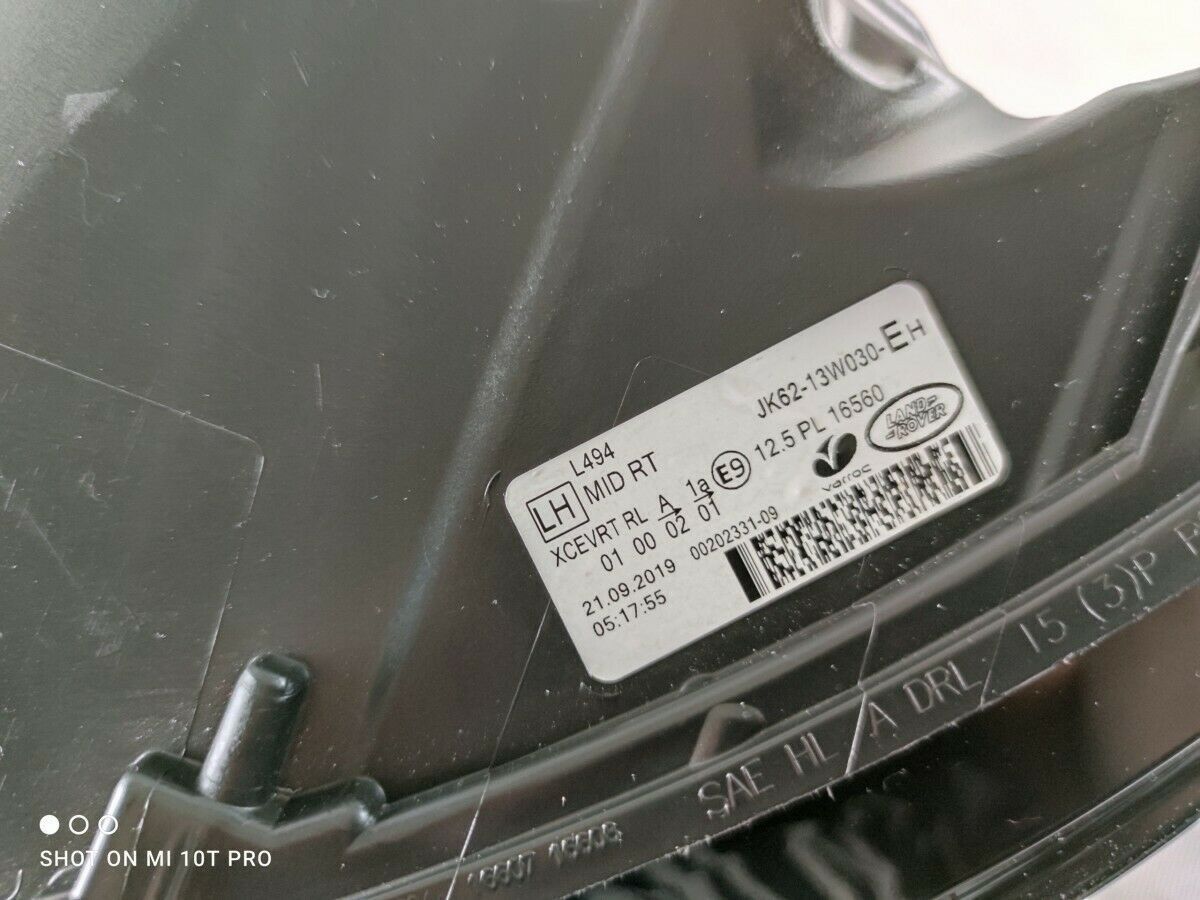 L494
JK62-13W030-EH
LH MID RT
XCEVRT RL A 1a E9 12.5 PL 16560
01 00 02 01
varroc
LAND-
-ROVER
21.09.2019 00202331-09
05:17:55
SAE HL A DRL 15 (3)P
SHOT ON MI 10T PRO